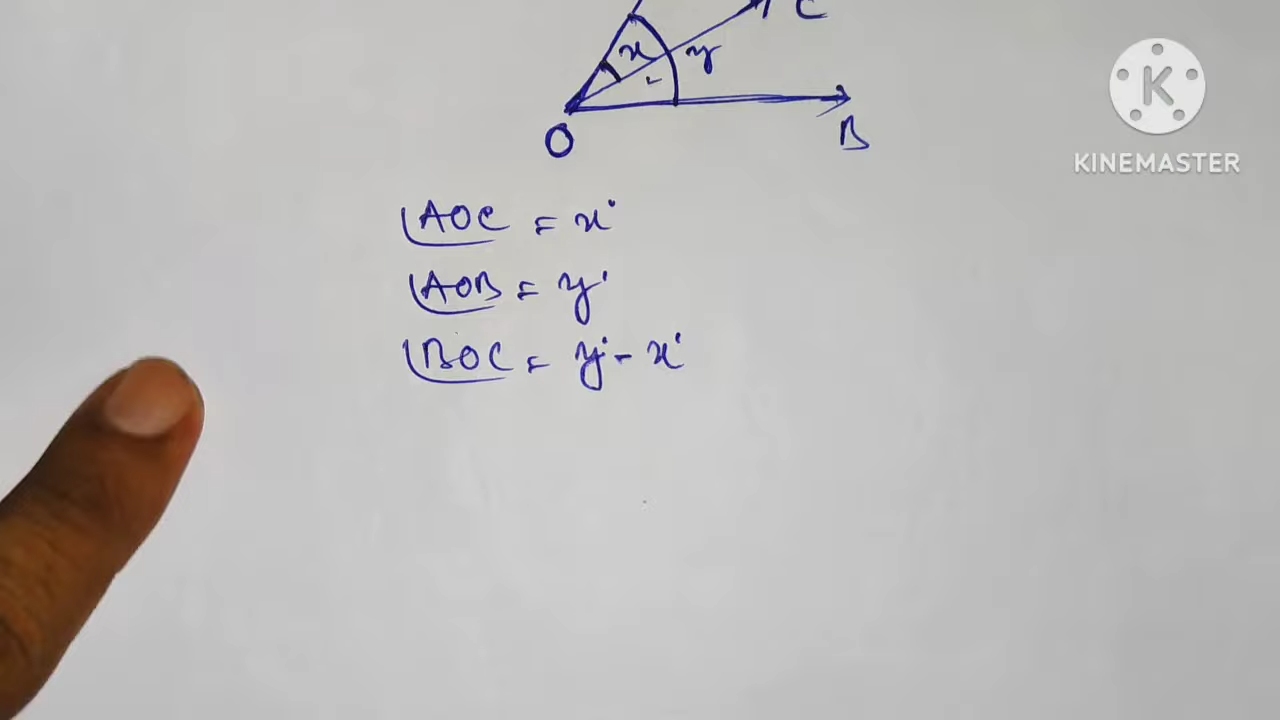 C
x
y
O
B
K
KINEMASTER
∠AOC = x°
∠AOB = y°
∠BOC = y° - x°